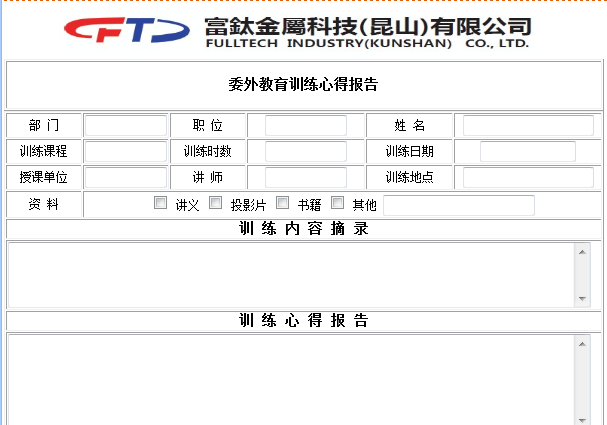 CFTD 富鈦金屬科技(昆山)有限公司
FULLTECH INDUSTRY(KUNSHAN) CO., LTD.
委外教育训练心得报告
部 门 职 位 姓 名
训练课程 训练时数 训练日期
授课单位 讲 师 训练地点
资 料 讲义 投影片 书籍 其他
训 练 内 容 摘 录
训 练 心 得 报 告